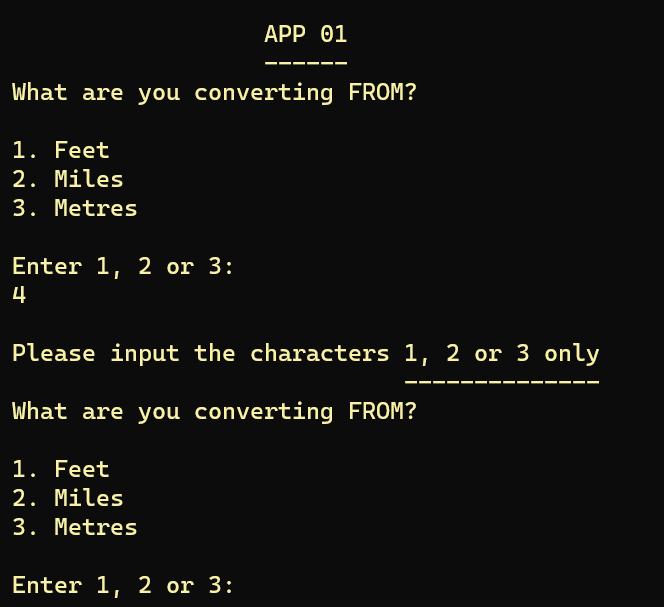 APP 01
------
What are you converting FROM?
1. Feet
2. Miles
3. Metres
Enter 1, 2 or 3:
4
Please input the characters 1, 2 or 3 only
--------------
What are you converting FROM?
1. Feet
2. Miles
3. Metres
Enter 1, 2 or 3: